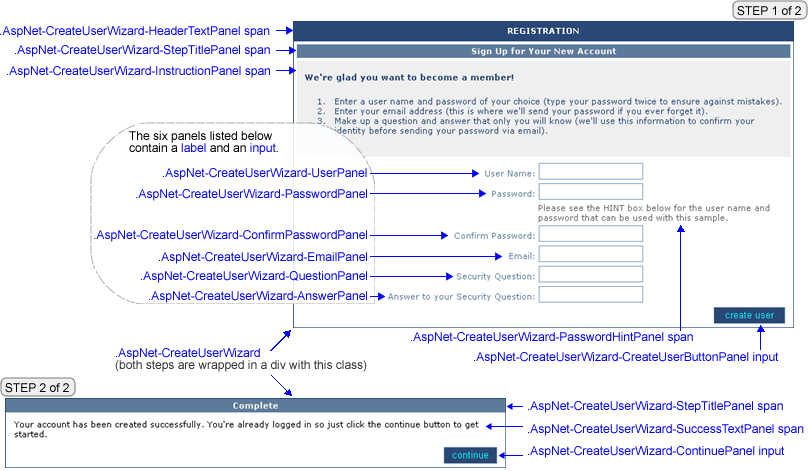 STEP 1 of 2
.AspNet-CreateUserWizard-HeaderTextPanel span
REGISTRATION
.AspNet-CreateUserWizard-StepTitlePanel span
Sign Up for Your New Account
.AspNet-CreateUserWizard-InstructionPanel span
We're glad you want to become a member!
1. Enter a user name and password of your choice (type your password twice to ensure against mistakes).
2. Enter your email address (this is where we'll send your password if you ever forget it).
3. Make up a question and answer that only you will know (we'll use this information to confirm your
identity before sending your password via email).
The six panels listed below
contain a label and an input.
.AspNet-CreateUserWizard-UserPanel
User Name:
.AspNet-CreateUserWizard-PasswordPanel
Password:
Please see the HINT box below for the user name and
password that can be used with this sample.
.AspNet-CreateUserWizard-ConfirmPasswordPanel
Confirm Password:
.AspNet-CreateUserWizard-EmailPanel
Email:
.AspNet-CreateUserWizard-QuestionPanel
Security Question:
.AspNet-CreateUserWizard-AnswerPanel
Answer to your Security Question:
create user
.AspNet-CreateUserWizard-PasswordHintPanel span
.AspNet-CreateUserWizard-CreateUserButtonPanel input
.AspNet-CreateUserWizard
(both steps are wrapped in a div with this class)
STEP 2 of 2
Complete
.AspNet-CreateUserWizard-StepTitlePanel span
Your account has been created successfully. You're already logged in so just click the continue button to get
started.
.AspNet-CreateUserWizard-SuccessTextPanel span
continue
.AspNet-CreateUserWizard-ContinuePanel input